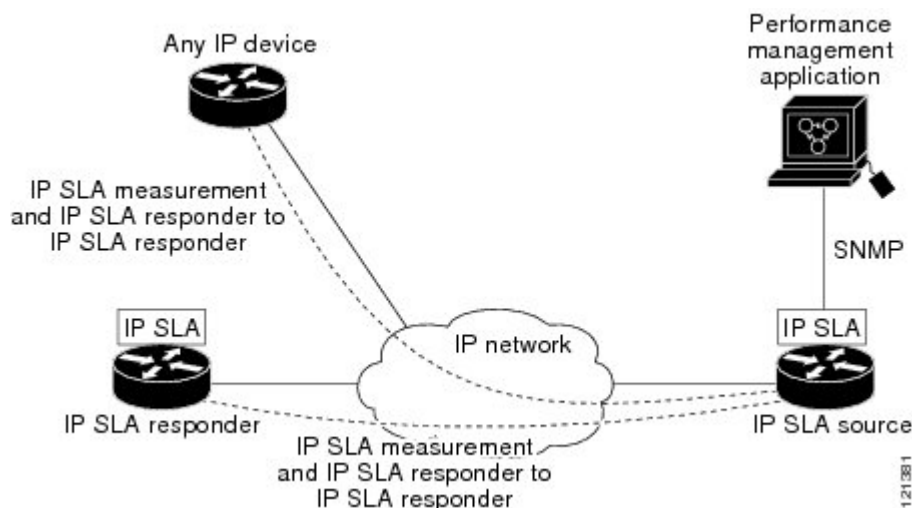 Any IP device
Performance
management
application
IP SLA measurement
and IP SLA responder to
IP SLA responder
SNMP
IP SLA
IP network
IP SLA
IP SLA responder
IP SLA source
IP SLA measurement
and IP SLA responder to
IP SLA responder
121381